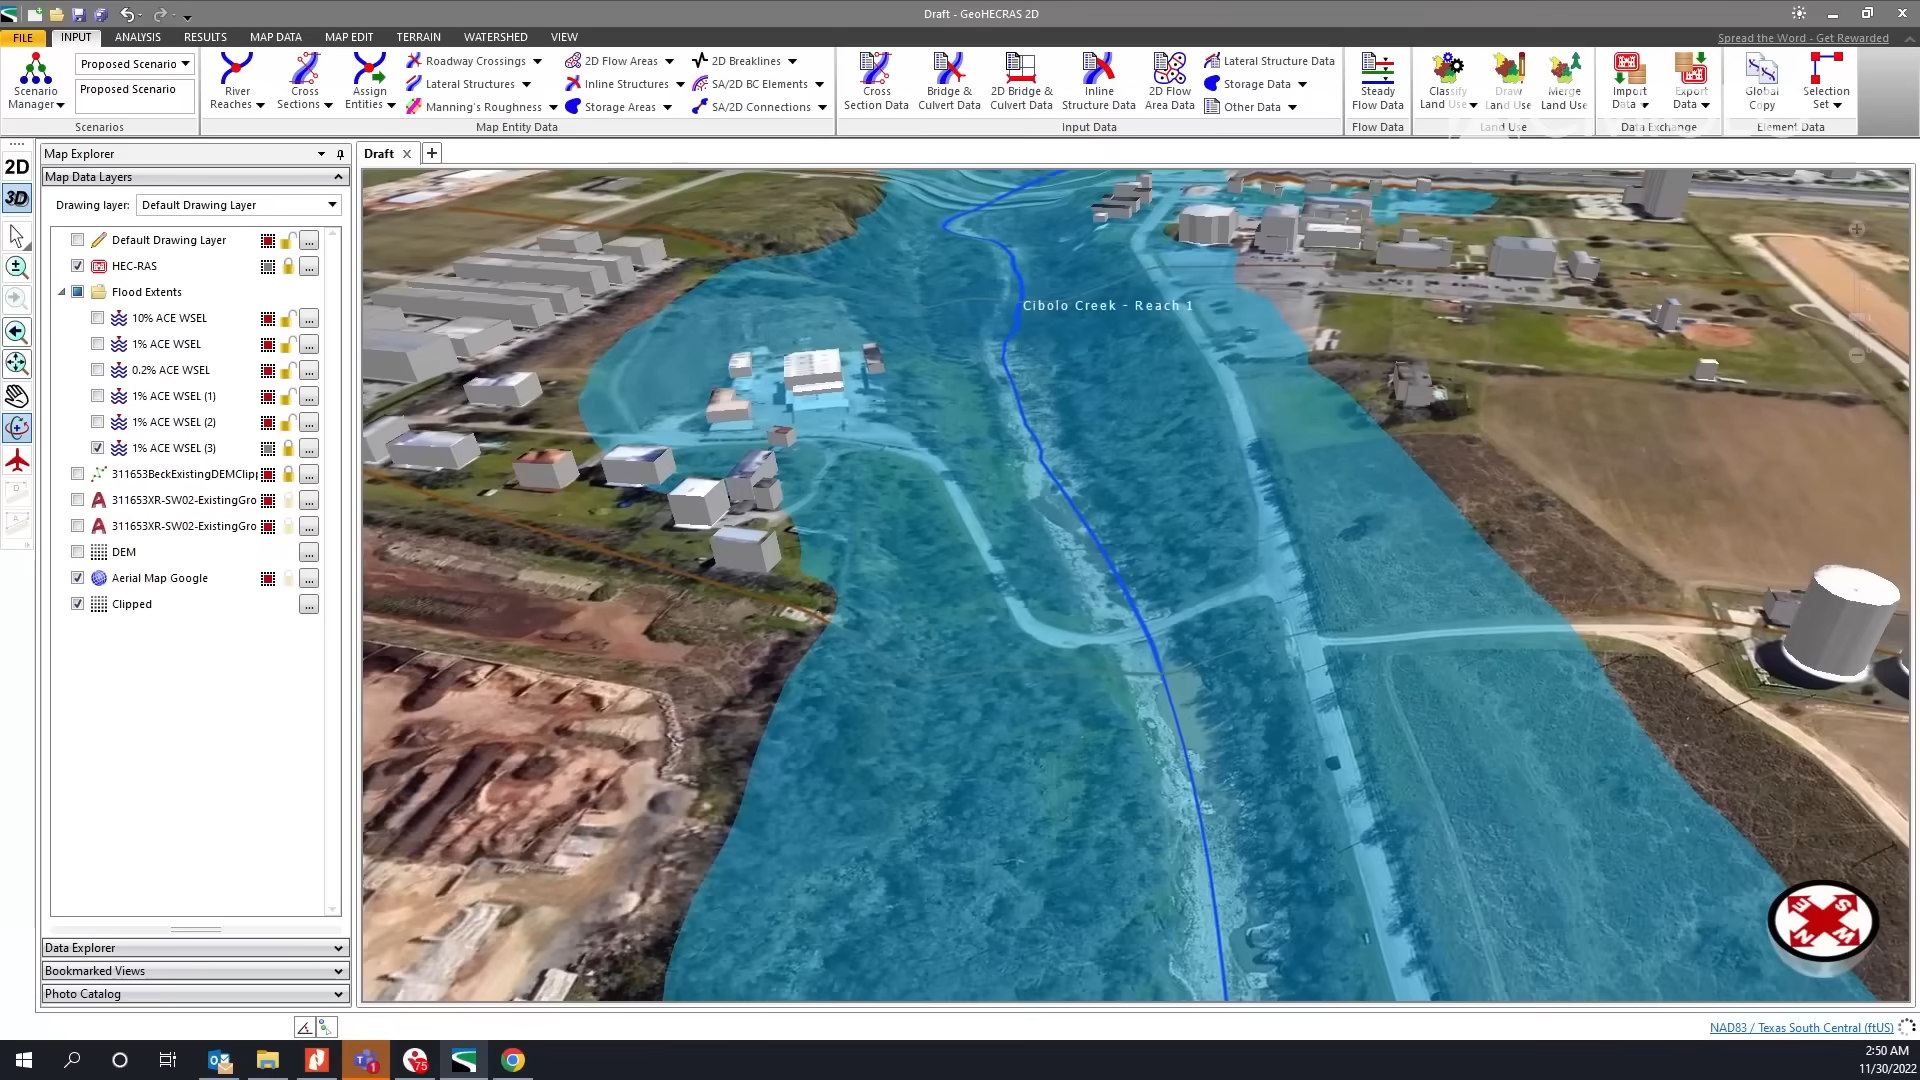 Draft - GeoHECRAS 2D
FILE INPUT ANALYSIS RESULTS MAP DATA MAP EDIT TERRAIN WATERSHED VIEW
Spread the Word - Get Rewarded
Scenario Manager
Proposed Scenario
Proposed Scenario
Scenarios
River Reaches
Cross Sections
Assign Entities
Roadway Crossings
Lateral Structures
Manning's Roughness
2D Flow Areas
Inline Structures
Storage Areas
2D Breaklines
SA/2D BC Elements
SA/2D Connections
Map Entity Data
Cross Section Data
Bridge & Culvert Data
2D Bridge & Culvert Data
Inline Structure Data
2D Flow Area Data
Lateral Structure Data
Storage Data
Other Data
Input Data
Steady Flow Data
Flow Data
Classify Land Use
Draw Land Use
Merge Land Use
Land Use
Import Data
Export Data
Data Exchange
Global Copy
Selection Set
Element Data
2D
3D
Map Explorer
Map Data Layers
Drawing layer: Default Drawing Layer
Default Drawing Layer
HEC-RAS
Flood Extents
10% ACE WSEL
1% ACE WSEL
0.2% ACE WSEL
1% ACE WSEL (1)
1% ACE WSEL (2)
1% ACE WSEL (3)
311653BeckExistingDEMClip
311653XR-SW02-ExistingGro
311653XR-SW02-ExistingGro
DEM
Aerial Map Google
Clipped
Data Explorer
Bookmarked Views
Photo Catalog
Draft
Cibolo Creek - Reach 1
E S
N W
NAD83 / Texas South Central (ftUS)
75
1
2:50 AM
11/30/2022